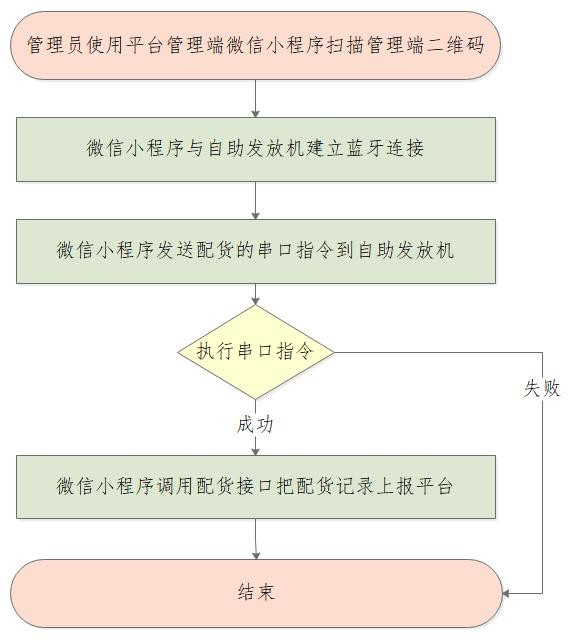 管理员使用平台管理端微信小程序扫描管理端二维码
微信小程序与自助发放机建立蓝牙连接
微信小程序发送配货的串口指令到自助发放机
执行串口指令
失败
成功
微信小程序调用配货接口把配货记录上报平台
结束